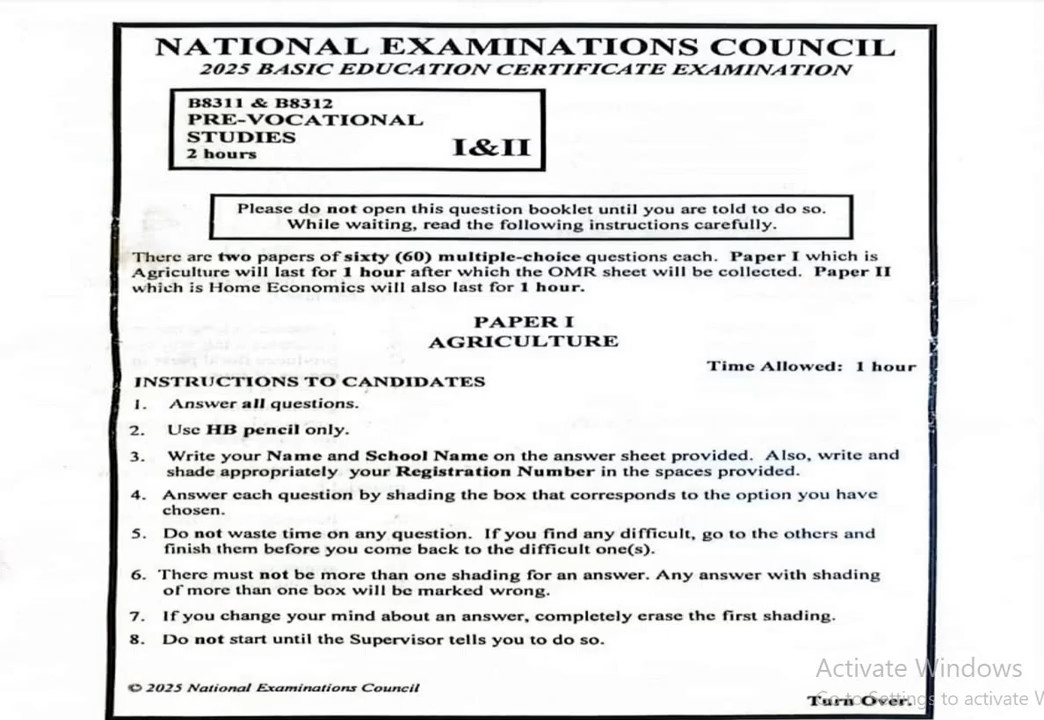 NATIONAL EXAMINATIONS COUNCIL
2025 BASIC EDUCATION CERTIFICATE EXAMINATION
B8311 & B8312
PRE-VOCATIONAL
STUDIES
2 hours
I&II
Please do not open this question booklet until you are told to do so.
While waiting, read the following instructions carefully.
There are two papers of sixty (60) multiple-choice questions each. Paper I which is
Agriculture will last for 1 hour after which the OMR sheet will be collected. Paper II
which is Home Economics will also last for 1 hour.
PAPER I
AGRICULTURE
Time Allowed: 1 hour
INSTRUCTIONS TO CANDIDATES
1. Answer all questions.
2. Use HB pencil only.
3. Write your Name and School Name on the answer sheet provided. Also, write and
shade appropriately your Registration Number in the spaces provided.
4. Answer each question by shading the box that corresponds to the option you have
chosen.
5. Do not waste time on any question. If you find any difficult, go to the others and
finish them before you come back to the difficult one(s).
6. There must not be more than one shading for an answer. Any answer with shading
of more than one box will be marked wrong.
7. If you change your mind about an answer, completely erase the first shading.
8. Do not start until the Supervisor tells you to do so.
Activate Windows
© 2025 National Examinations Council
Go to Settings to activate W
Turn Over.